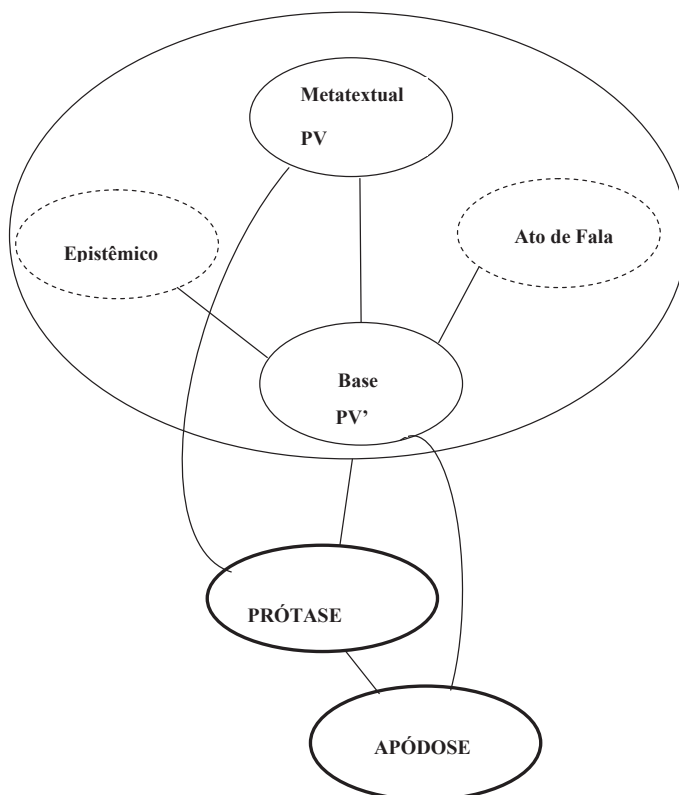 Metatextual
PV
Epistêmico
Ato de Fala
Base
PV’
PRÓTASE
APÓDOSE